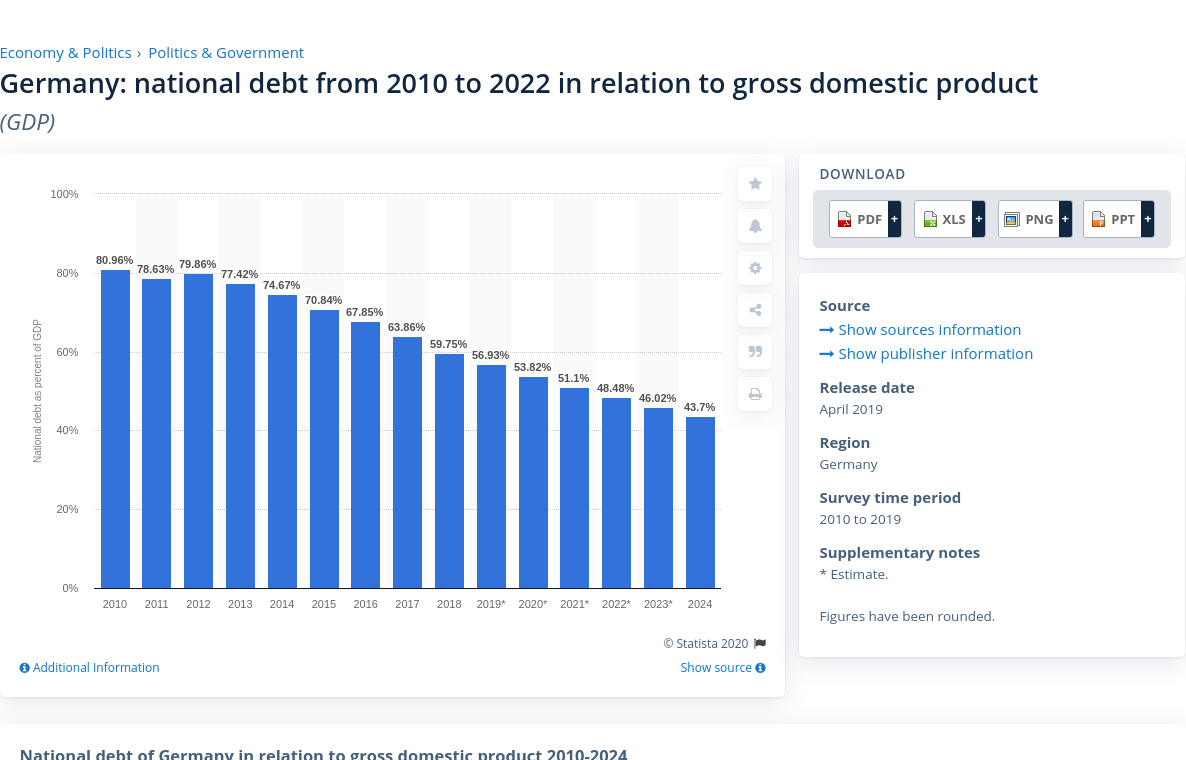 Economy & Politics › Politics & Government
Germany: national debt from 2010 to 2022 in relation to gross domestic product
(GDP)
National debt as percent of GDP
100%
80%
60%
40%
20%
0%
80.96%
78.63%
79.86%
77.42%
74.67%
70.84%
67.85%
63.86%
59.75%
56.93%
53.82%
51.1%
48.48%
46.02%
43.7%
2010 2011 2012 2013 2014 2015 2016 2017 2018 2019* 2020* 2021* 2022* 2023* 2024
© Statista 2020
Additional Information
Show source
DOWNLOAD
PDF + XLS + PNG + PPT +
Source
Show sources information
Show publisher information
Release date
April 2019
Region
Germany
Survey time period
2010 to 2019
Supplementary notes
* Estimate.
Figures have been rounded.
National debt of Germany in relation to gross domestic product 2010-2024